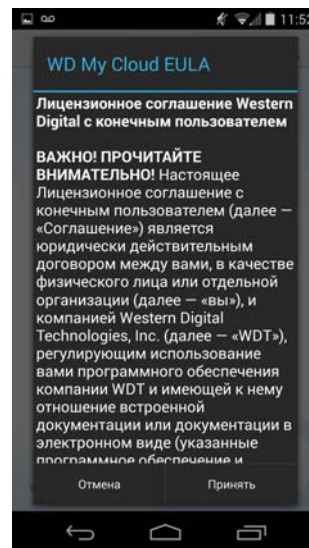 11:52
WD My Cloud EULA
Лицензионное соглашение Western
Digital с конечным пользователем
ВАЖНО! ПРОЧИТАЙТЕ
ВНИМАТЕЛЬНО! Настоящее
Лицензионное соглашение с
конечным пользователем (далее —
«Соглашение») является
юридически действительным
договором между вами, в качестве
физического лица или отдельной
организации (далее — «вы»), и
компанией Western Digital
Technologies, Inc. (далее — «WDT»),
регулирующим использование
вами программного обеспечения
компании WDT и имеющей к нему
отношение встроенной
документации или документации в
электронном виде (указанные
программное обеспечение и
Отмена
Принять